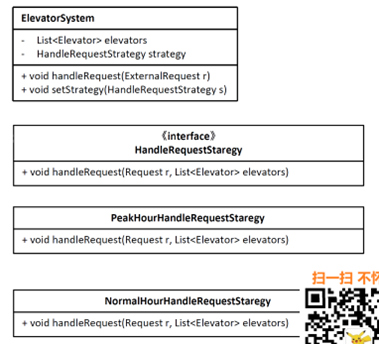 ElevatorSystem
- List<Elevator> elevators
- HandleRequestStrategy strategy
+ void handleRequest(ExternalRequest r)
+ void setStrategy(HandleRequestStrategy s)
《interface》
HandleRequestStaregy
+ void handleRequest(Request r, List<Elevator> elevators)
PeakHourHandleRequestStaregy
+ void handleRequest(Request r, List<Elevator> elevators)
扫一扫 不怀
NormalHourHandleRequestStaregy
+ void handleRequest(Request r, List<Elevator> elevators)